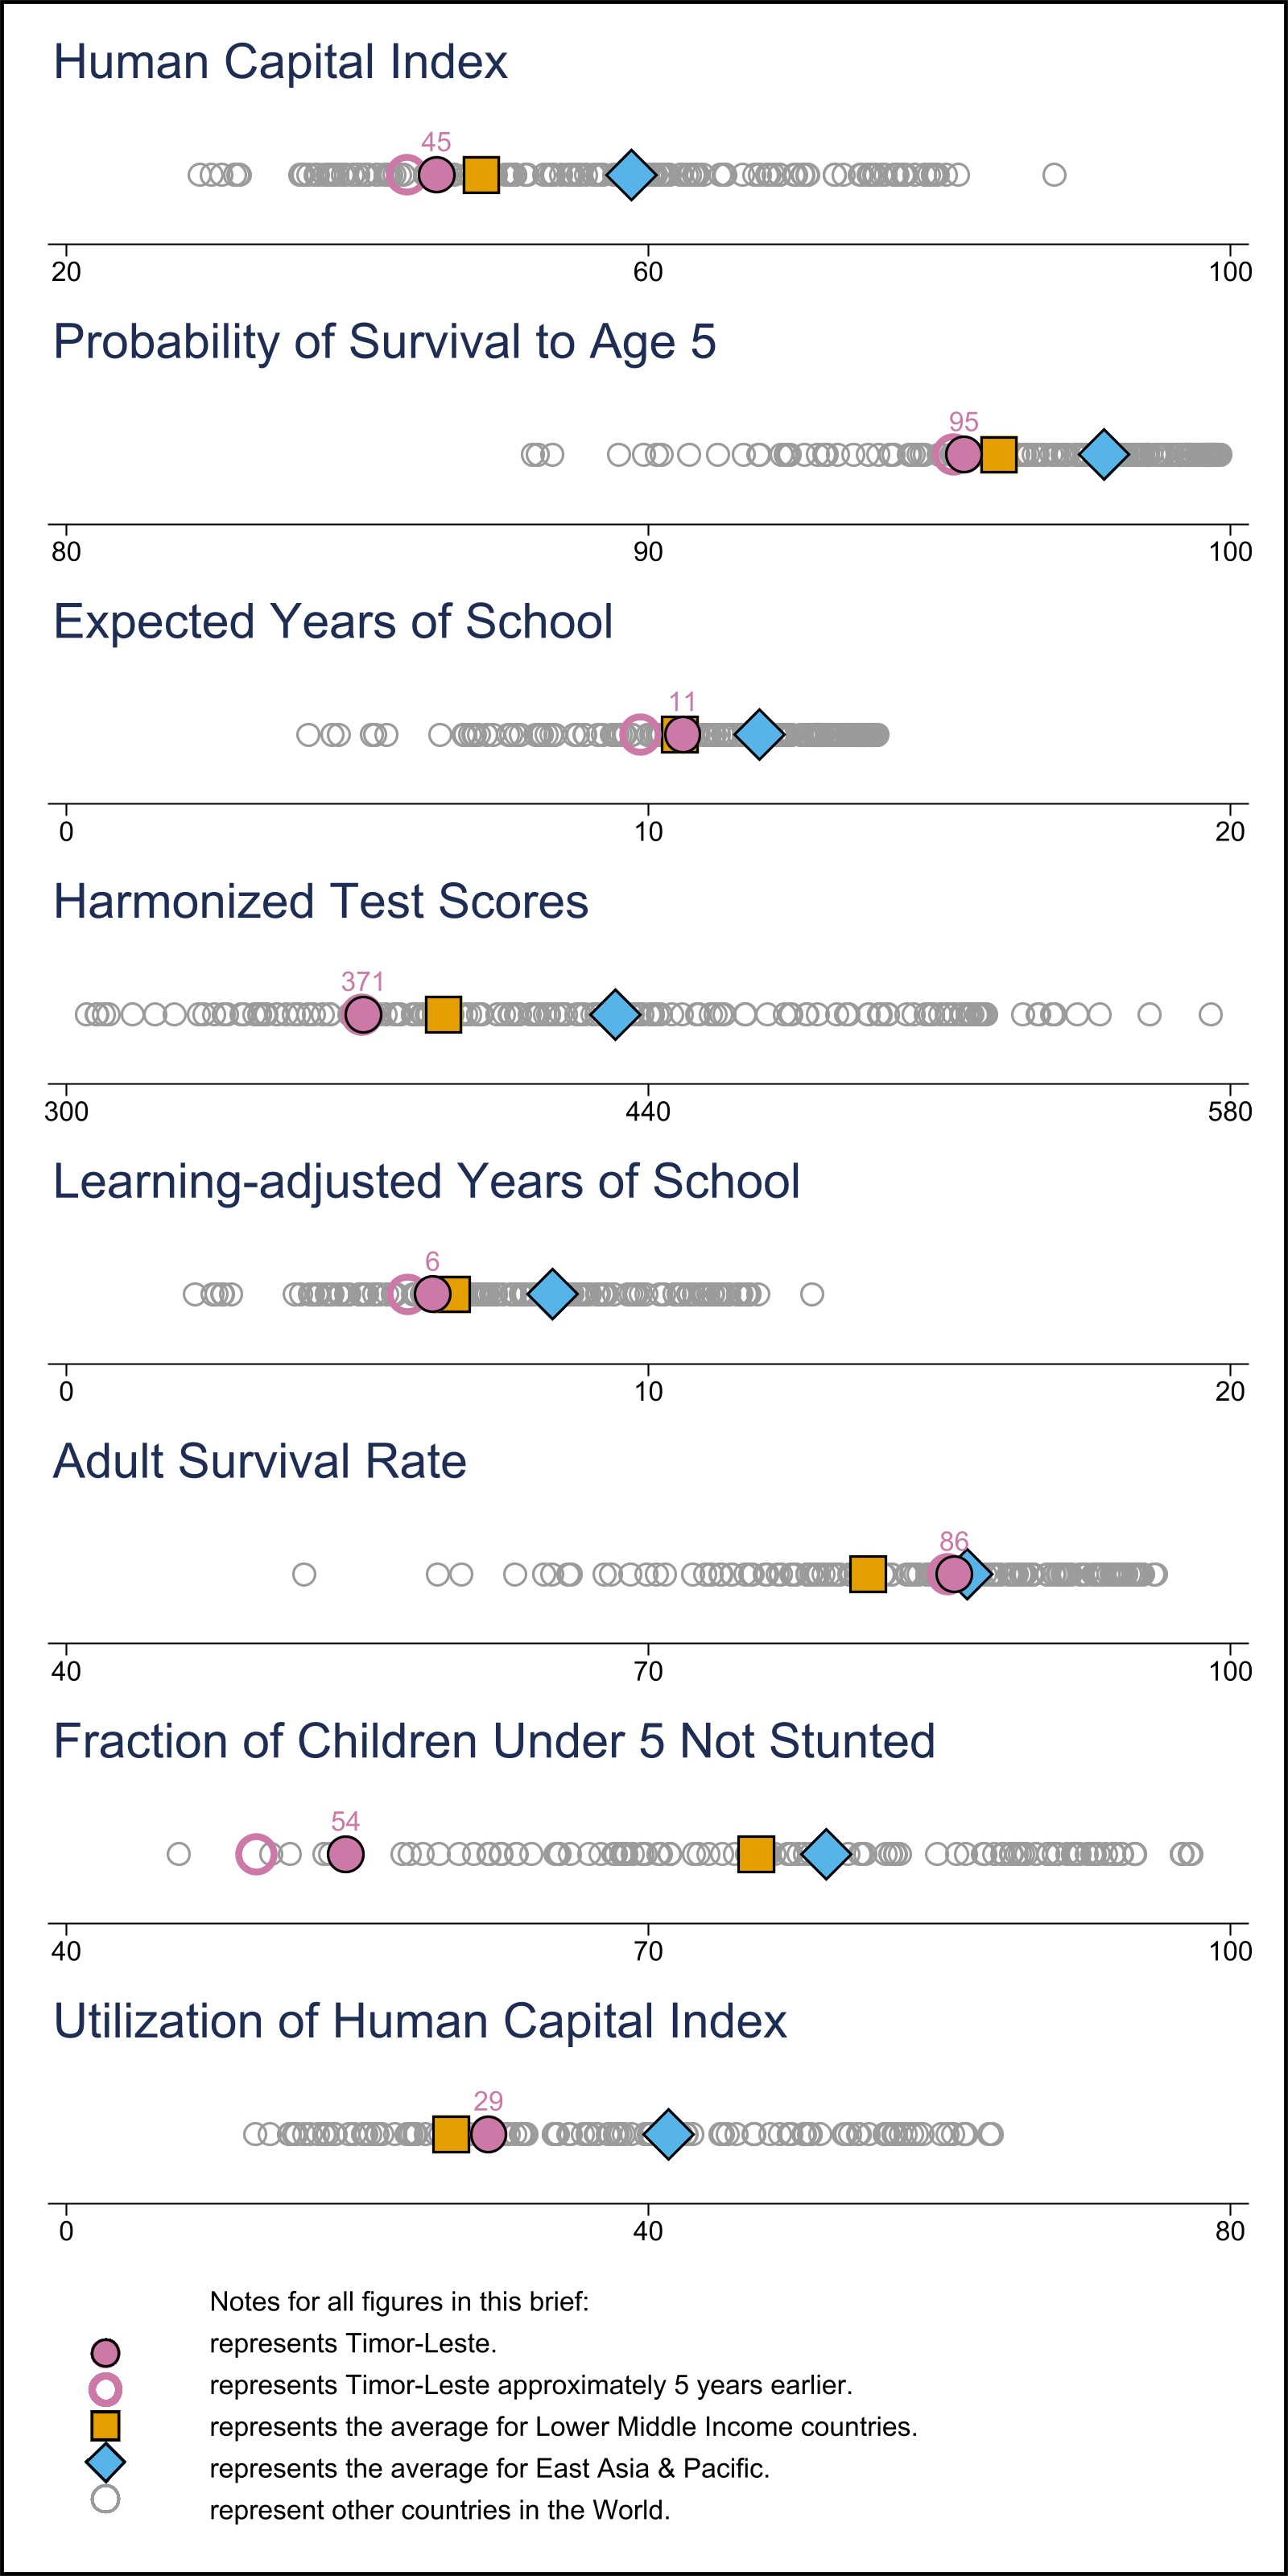 Human Capital Index
45
20 60 100
Probability of Survival to Age 5
95
80 90 100
Expected Years of School
11
0 10 20
Harmonized Test Scores
371
300 440 580
Learning-adjusted Years of School
6
0 10 20
Adult Survival Rate
86
40 70 100
Fraction of Children Under 5 Not Stunted
54
40 70 100
Utilization of Human Capital Index
29
0 40 80
Notes for all figures in this brief:
represents Timor-Leste.
represents Timor-Leste approximately 5 years earlier.
represents the average for Lower Middle Income countries.
represents the average for East Asia & Pacific.
represent other countries in the World.